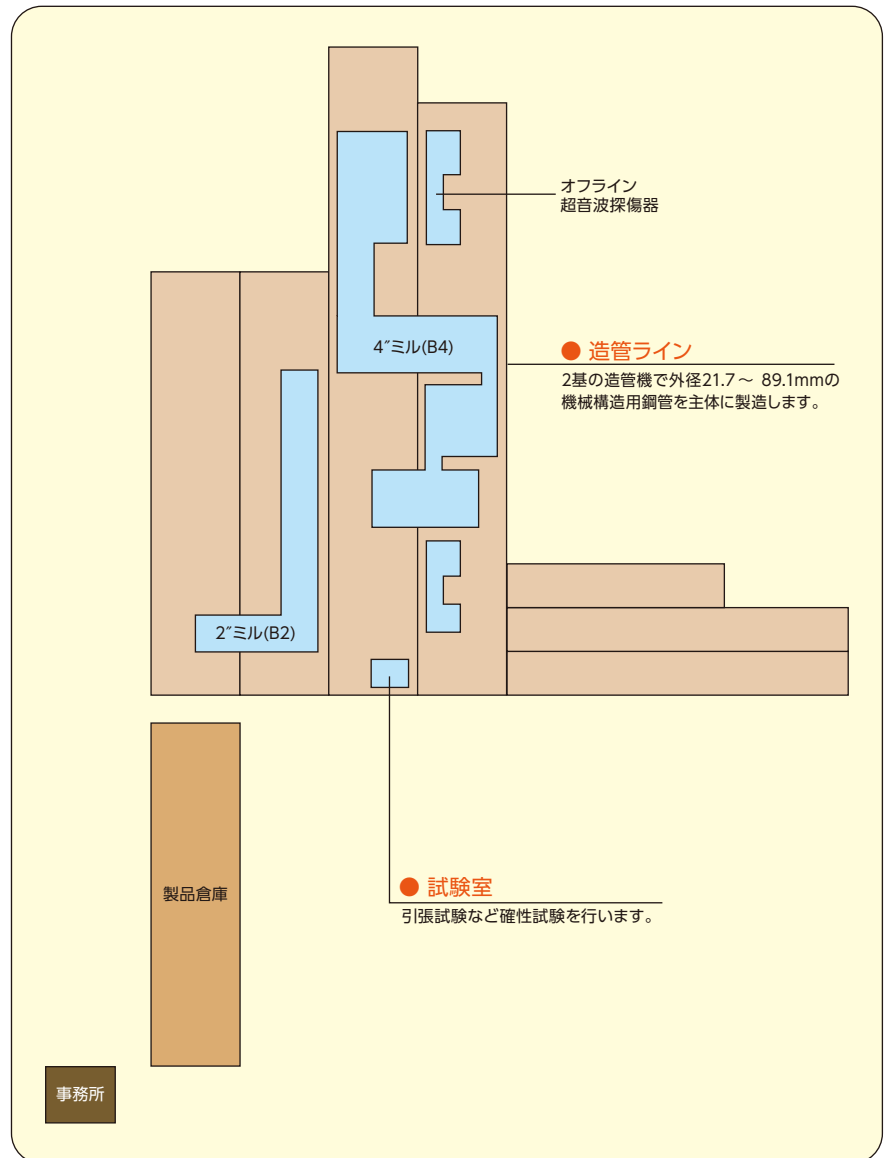 オフライン
超音波探傷器
4″ミル(B4)
● 造管ライン
2基の造管機で外径21.7～ 89.1mmの
機械構造用鋼管を主体に製造します。
2″ミル(B2)
● 試験室
引張試験など確性試験を行います。
製品倉庫
事務所